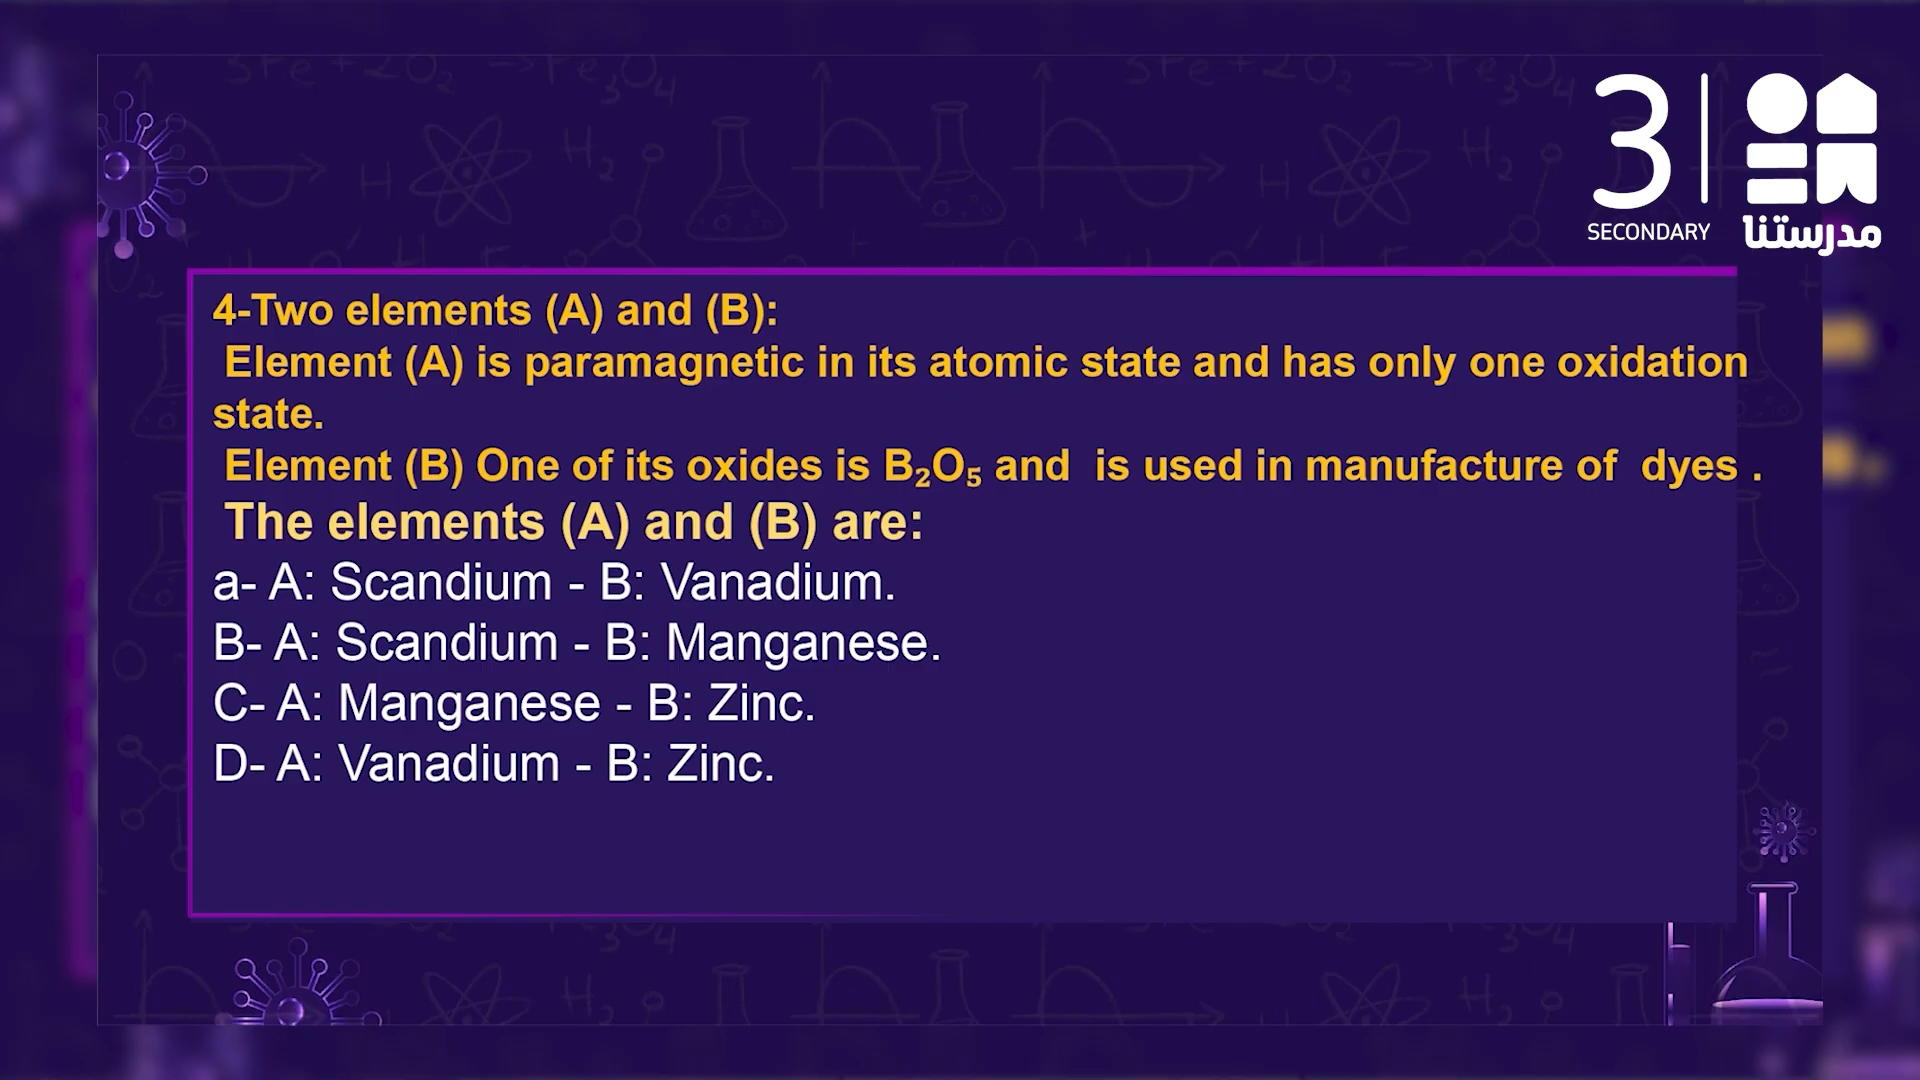 3
SECONDARY
مدرستنا
4-Two elements (A) and (B):
Element (A) is paramagnetic in its atomic state and has only one oxidation
state.
Element (B) One of its oxides is B₂O₅ and is used in manufacture of dyes .
The elements (A) and (B) are:
a- A: Scandium - B: Vanadium.
B- A: Scandium - B: Manganese.
C- A: Manganese - B: Zinc.
D- A: Vanadium - B: Zinc.